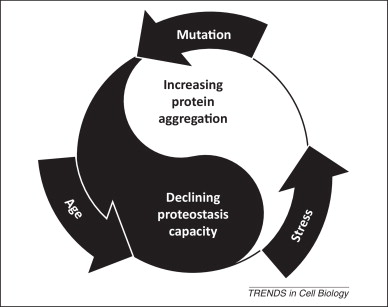 Mutation
Increasing
protein
aggregation
Declining
proteostasis
capacity
Age
Stress
TRENDS in Cell Biology